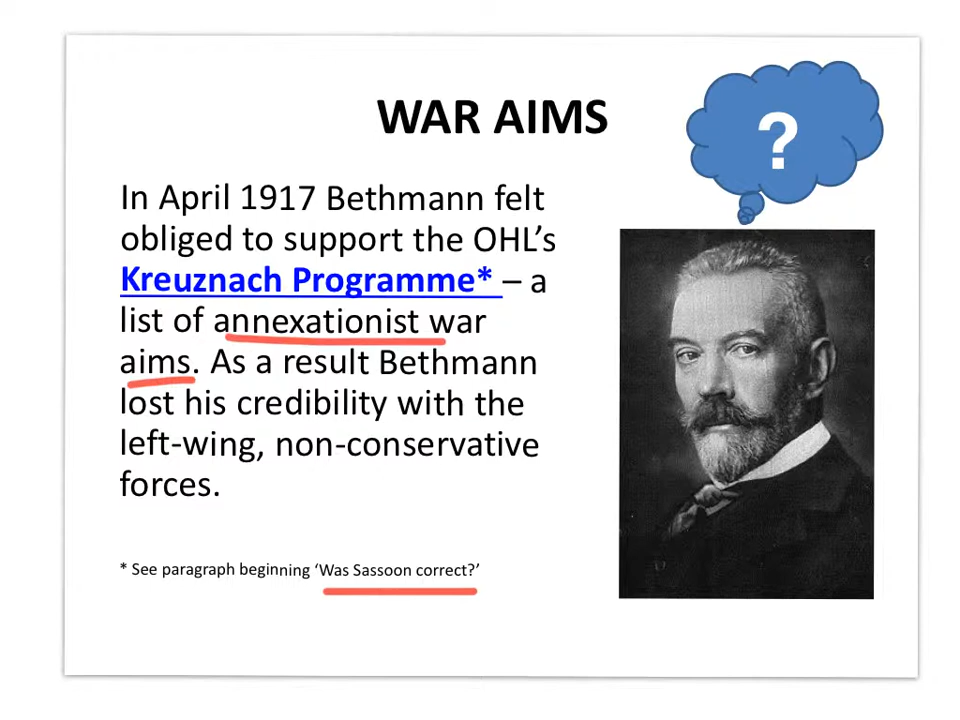 WAR AIMS
?
In April 1917 Bethmann felt
obliged to support the OHL’s
Kreuznach Programme* – a
list of annexationist war
aims. As a result Bethmann
lost his credibility with the
left-wing, non-conservative
forces.
* See paragraph beginning ‘Was Sassoon correct?’